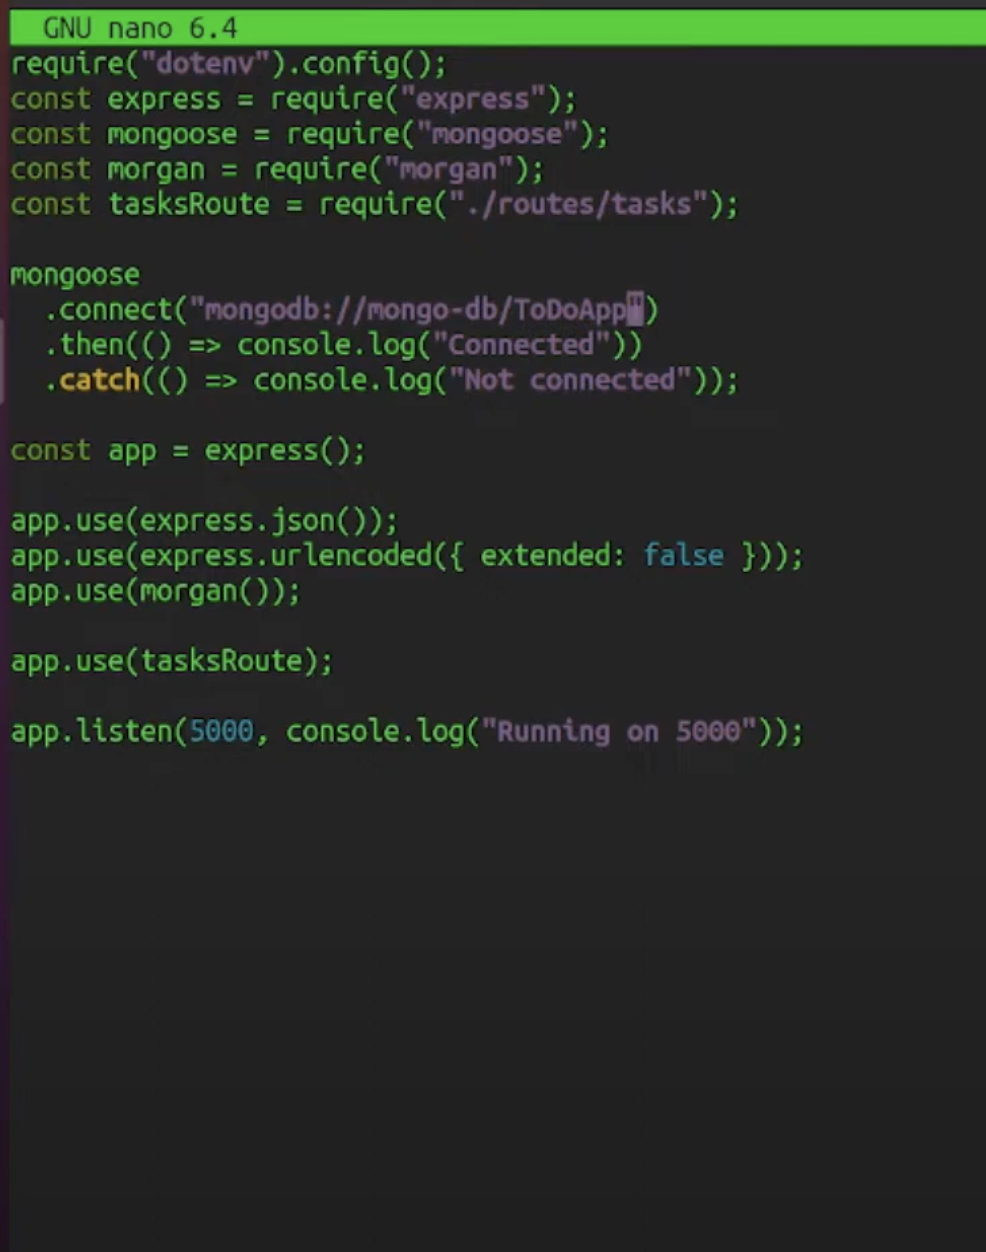 GNU nano 6.4
require("dotenv").config();
const express = require("express");
const mongoose = require("mongoose");
const morgan = require("morgan");
const tasksRoute = require("./routes/tasks");
mongoose
  .connect("mongodb://mongo-db/ToDoApp")
  .then(() => console.log("Connected"))
  .catch(() => console.log("Not connected"));
const app = express();
app.use(express.json());
app.use(express.urlencoded({ extended: false }));
app.use(morgan());
app.use(tasksRoute);
app.listen(5000, console.log("Running on 5000"));